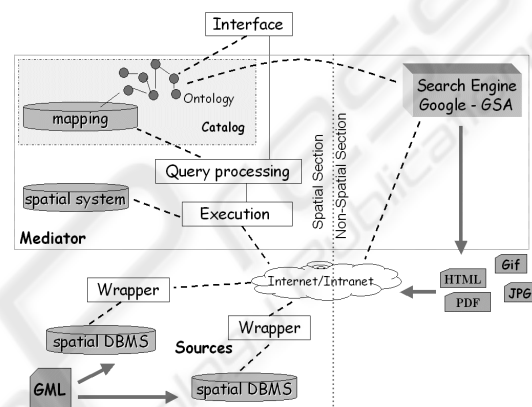 Interface
Ontology
mapping
Catalog
Search Engine
Google - GSA
Query processing
spatial system
Execution
Mediator
Spatial Section
Non-Spatial Section
Internet/Intranet
Wrapper
Gif
HTML
JPG
PDF
Wrapper
spatial DBMS
Sources
GML
spatial DBMS